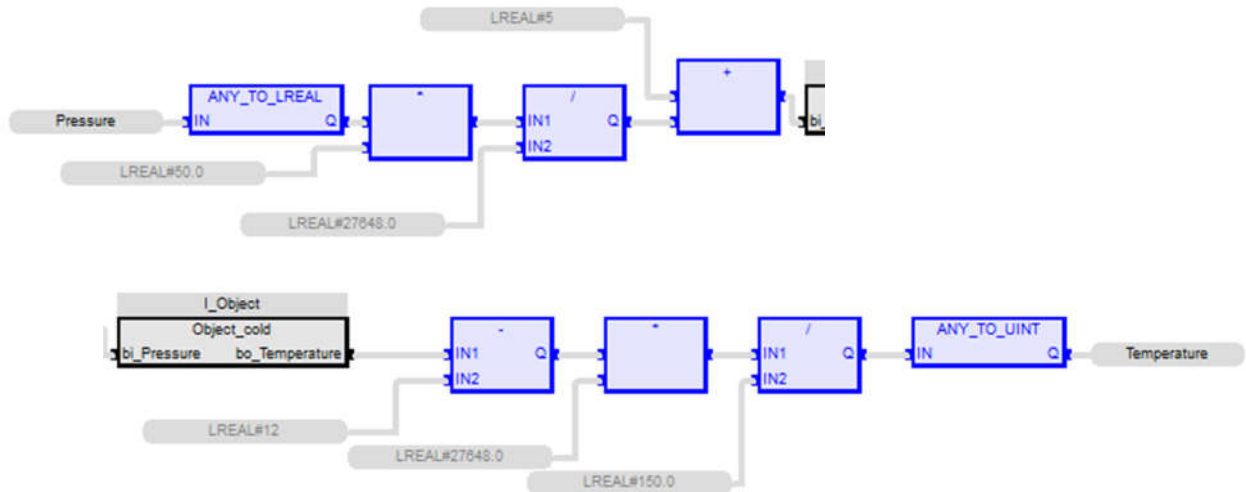 LREAL#5
+
ANY_TO_LREAL
*
/
Pressure
IN Q
IN1 Q
IN2
bi_
LREAL#50.0
LREAL#27648.0
I_Object
Object_cold
bi_Pressure bo_Temperature
-
IN1 Q
IN2
*
/
IN1 Q
IN2
ANY_TO_UINT
IN Q
Temperature
LREAL#12
LREAL#27648.0
LREAL#150.0